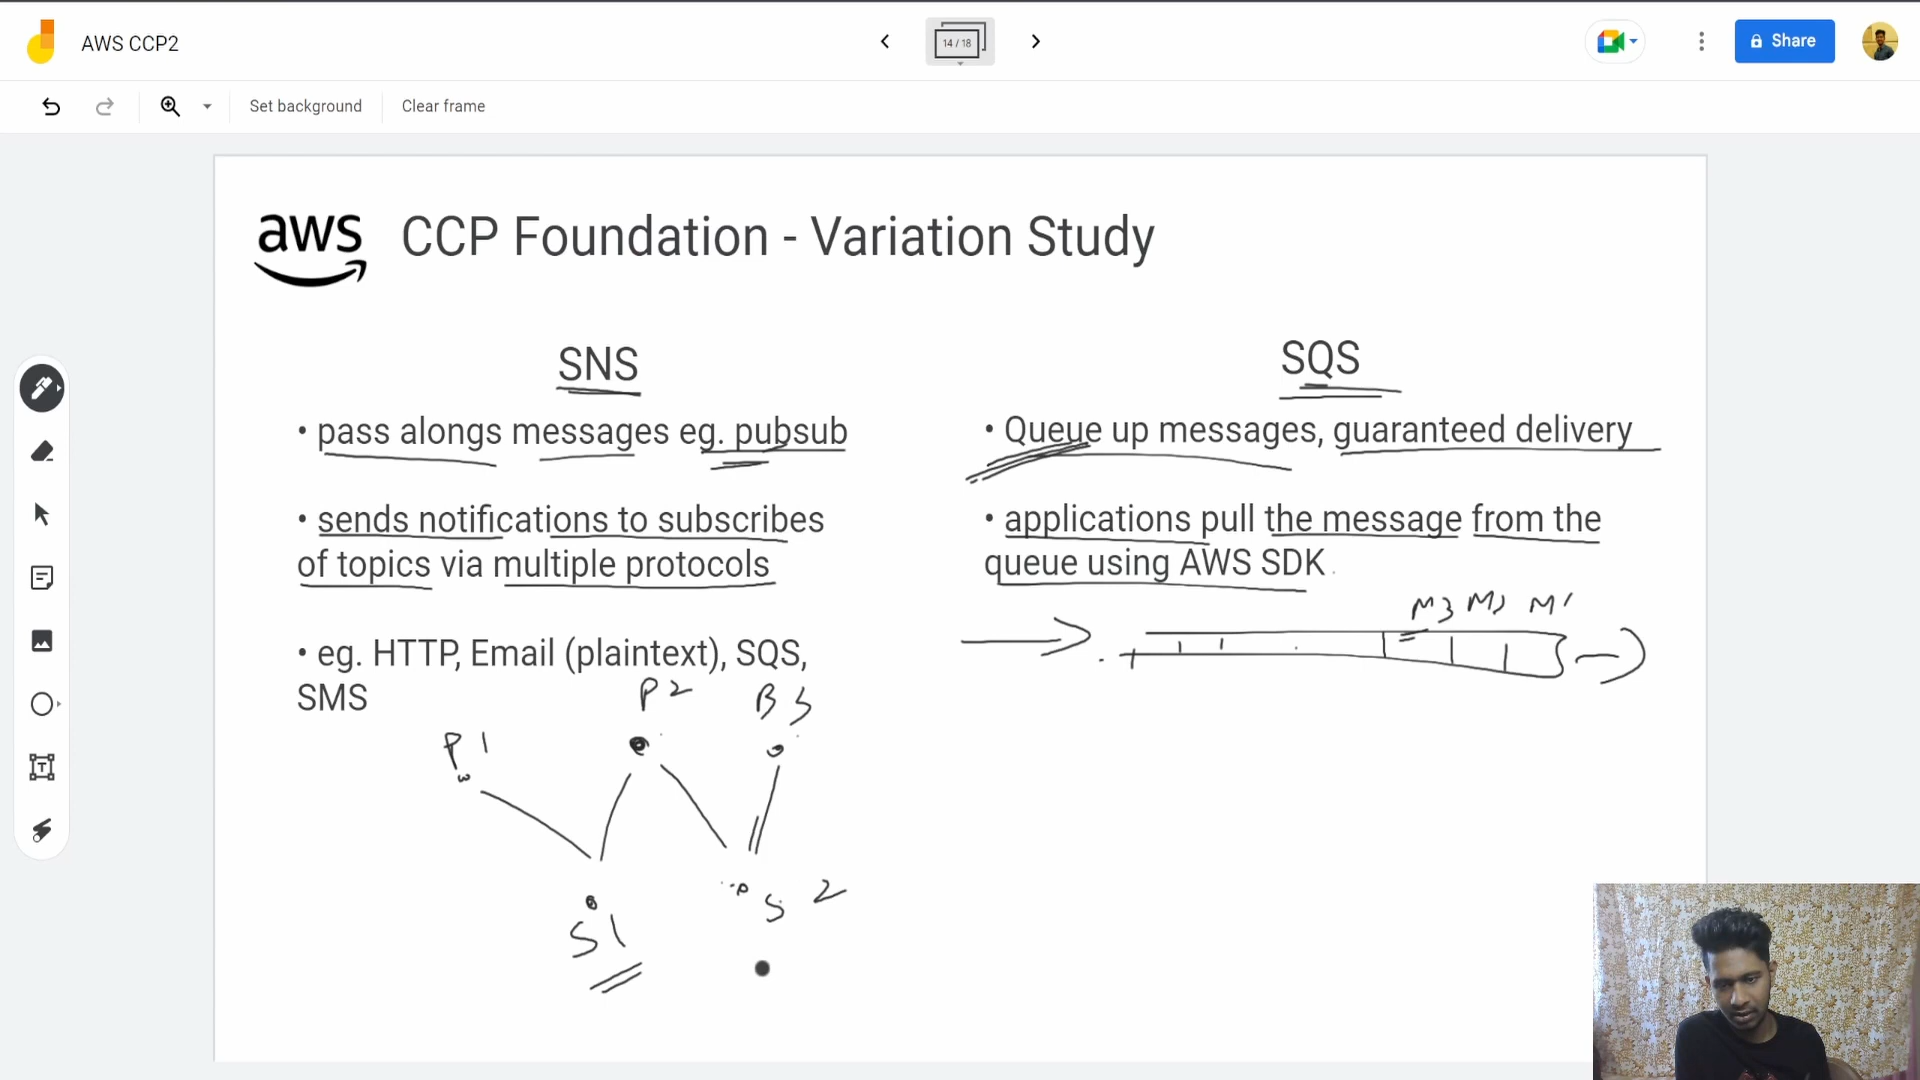 AWS CCP2
14 / 18
Share
Set background
Clear frame
aws
CCP Foundation - Variation Study
SNS
• pass alongs messages eg. pubsub
• sends notifications to subscribes
of topics via multiple protocols
• eg. HTTP, Email (plaintext), SQS,
SMS
P1
P2
B3
S1
S2
SQS
• Queue up messages, guaranteed delivery
• applications pull the message from the
queue using AWS SDK
M3
M1